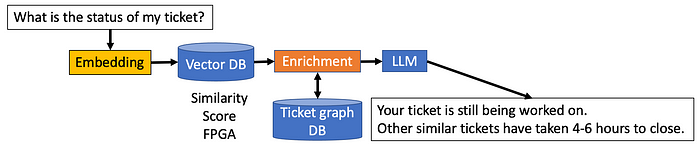 What is the status of my ticket?
Embedding
Vector DB
Enrichment
LLM
Similarity
Score
FPGA
Ticket graph
DB
Your ticket is still being worked on.
Other similar tickets have taken 4-6 hours to close.